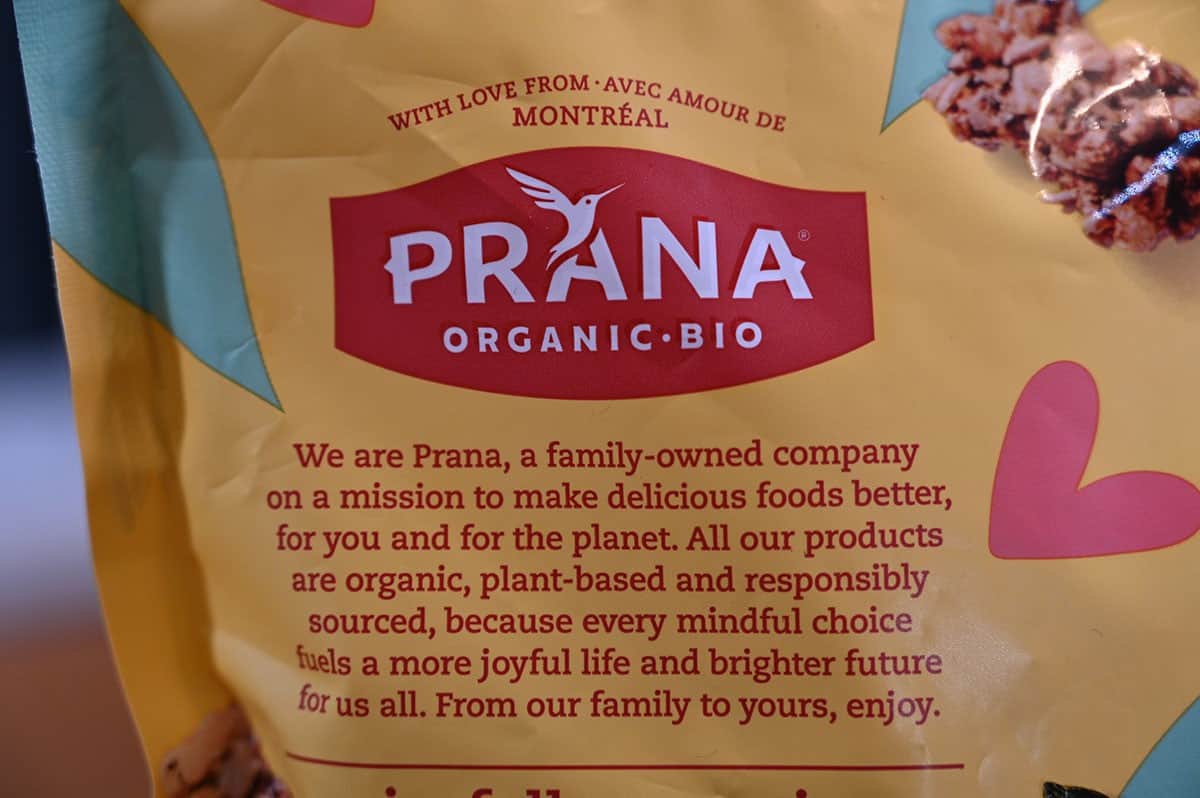 WITH LOVE FROM · AVEC AMOUR DE
MONTRÉAL
PRANA®
ORGANIC · BIO
We are Prana, a family-owned company
on a mission to make delicious foods better,
for you and for the planet. All our products
are organic, plant-based and responsibly
sourced, because every mindful choice
fuels a more joyful life and brighter future
for us all. From our family to yours, enjoy.